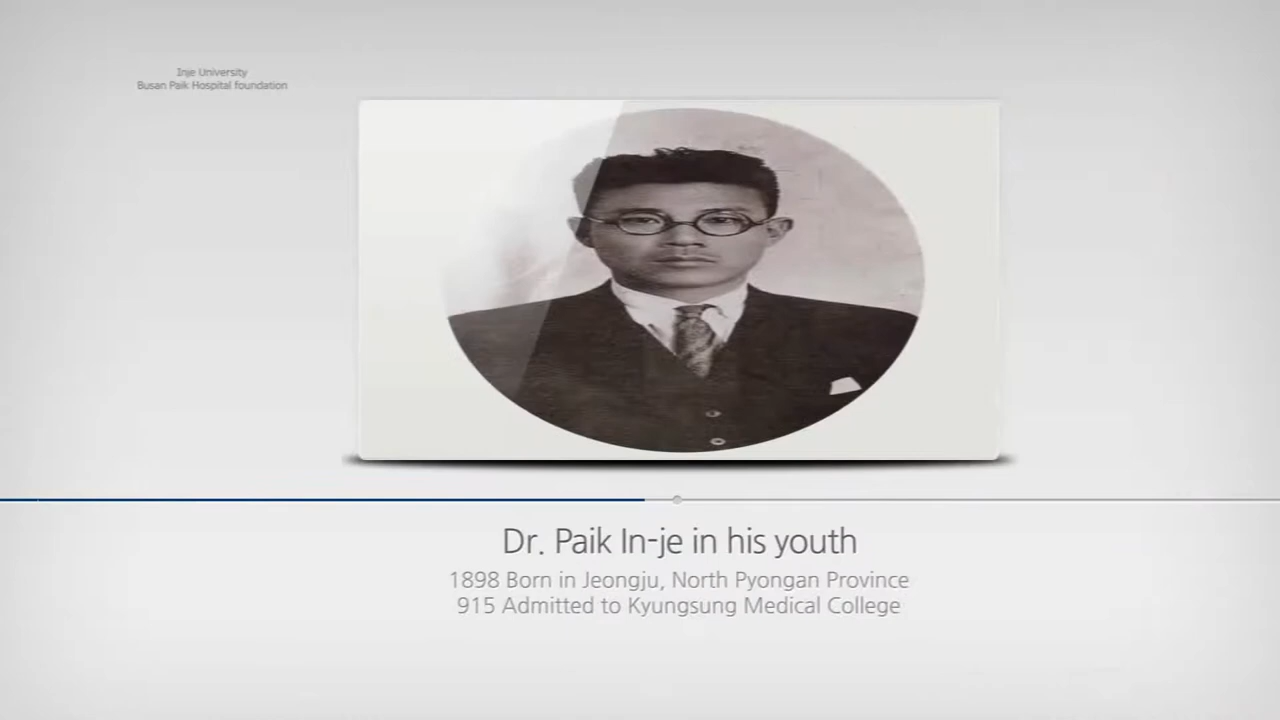 Inje University
Busan Paik Hospital foundation
Dr. Paik In-je in his youth
1898 Born in Jeongju, North Pyongan Province
915 Admitted to Kyungsung Medical College